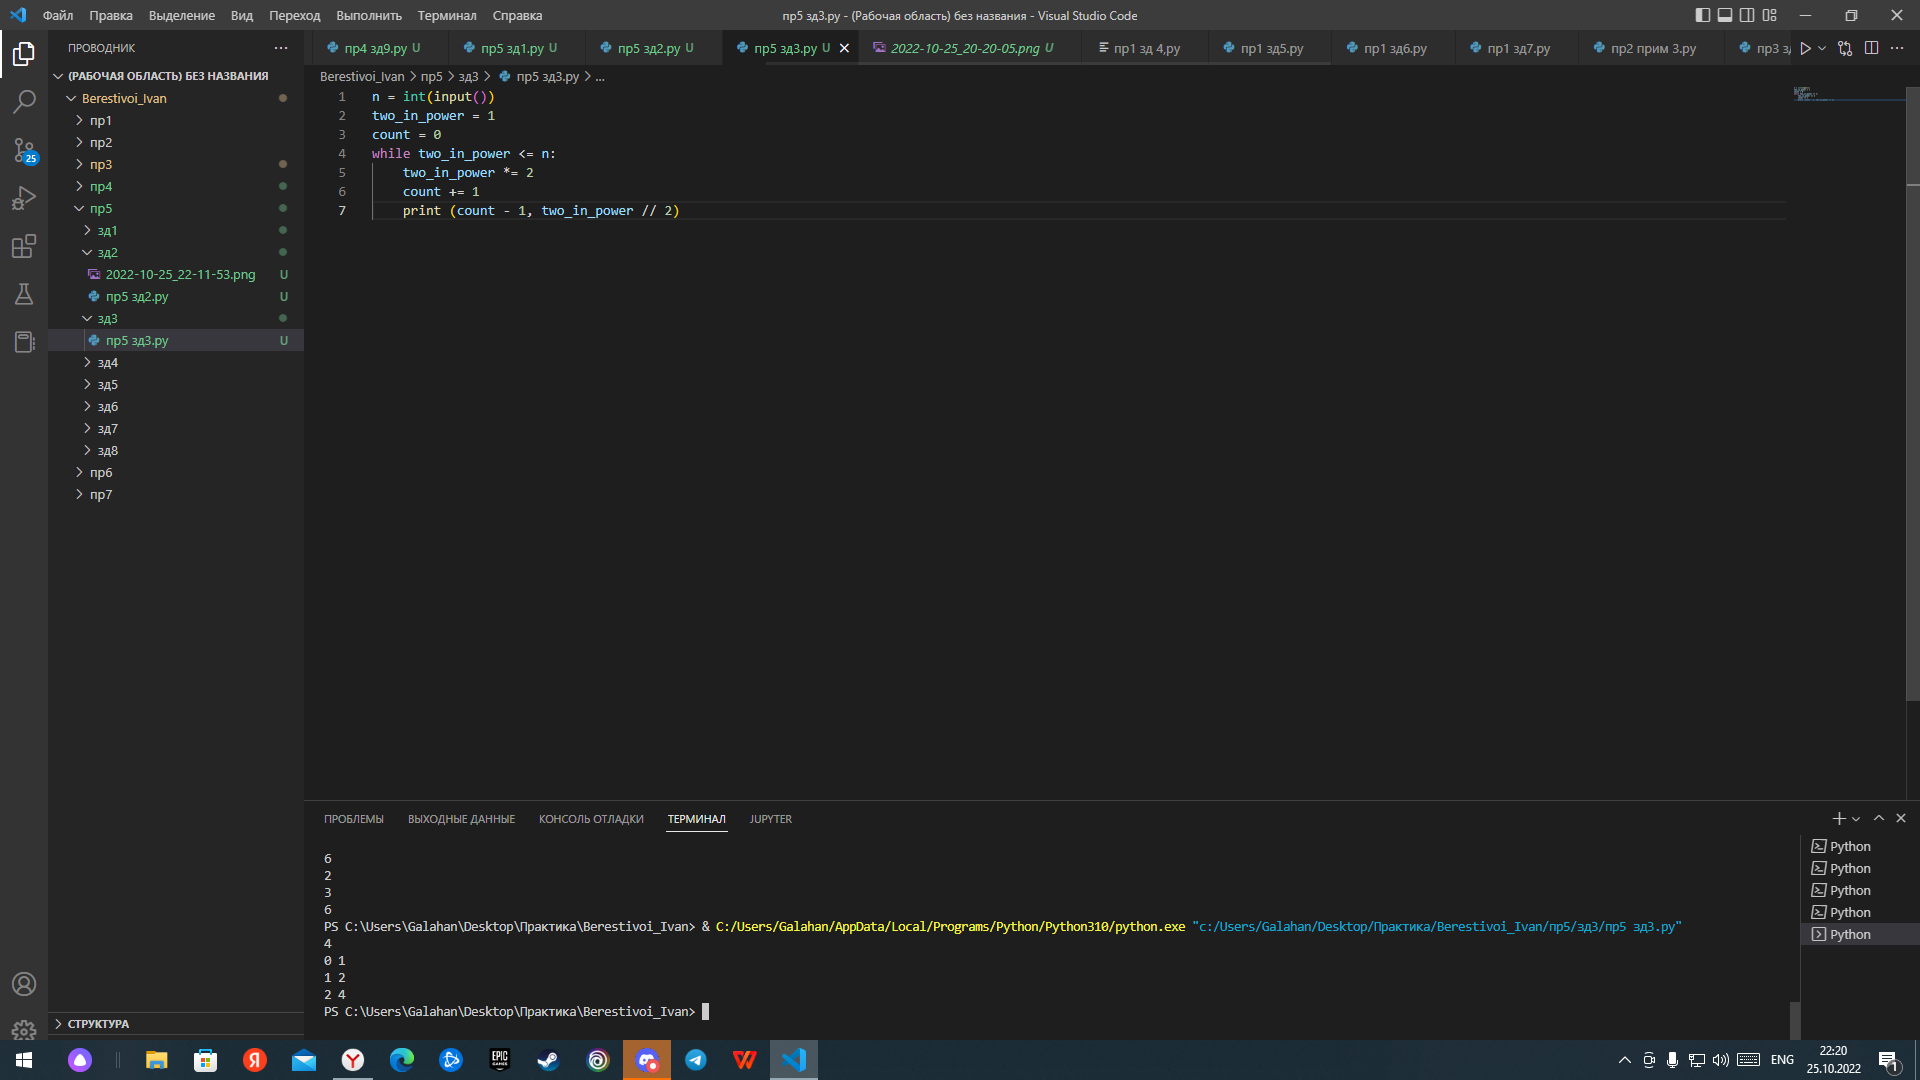 Файл Правка Выделение Вид Переход Выполнить Терминал Справка
пр5 зд3.py - (Рабочая область) без названия - Visual Studio Code
ПРОВОДНИК
(РАБОЧАЯ ОБЛАСТЬ) БЕЗ НАЗВАНИЯ
Berestivoi_Ivan
пр1
пр2
пр3
пр4
пр5
зд1
зд2
2022-10-25_22-11-53.png U
пр5 зд2.py U
зд3
пр5 зд3.py U
зд4
зд5
зд6
зд7
зд8
пр6
пр7
СТРУКТУРА
25
пр4 зд9.py U
пр5 зд1.py U
пр5 зд2.py U
пр5 зд3.py U
2022-10-25_20-20-05.png U
пр1 зд 4,py
пр1 зд5.py
пр1 зд6.py
пр1 зд7.py
пр2 прим 3.py
пр3 зд
Berestivoi_Ivan > пр5 > зд3 > пр5 зд3.py > ...
1 n = int(input())
2 two_in_power = 1
3 count = 0
4 while two_in_power <= n:
5 two_in_power *= 2
6 count += 1
7 print (count - 1, two_in_power // 2)
ПРОБЛЕМЫ ВЫХОДНЫЕ ДАННЫЕ КОНСОЛЬ ОТЛАДКИ ТЕРМИНАЛ JUPYTER
6
2
3
6
PS C:\Users\Galahan\Desktop\Практика\Berestivoi_Ivan> & C:/Users/Galahan/AppData/Local/Programs/Python/Python310/python.exe "c:/Users/Galahan/Desktop/Практика/Berestivoi_Ivan/пр5/зд3/пр5 зд3.py"
4
0 1
1 2
2 4
PS C:\Users\Galahan\Desktop\Практика\Berestivoi_Ivan>
Python
Python
Python
Python
Python
EPIC GAMES
ENG
22:20
25.10.2022
1